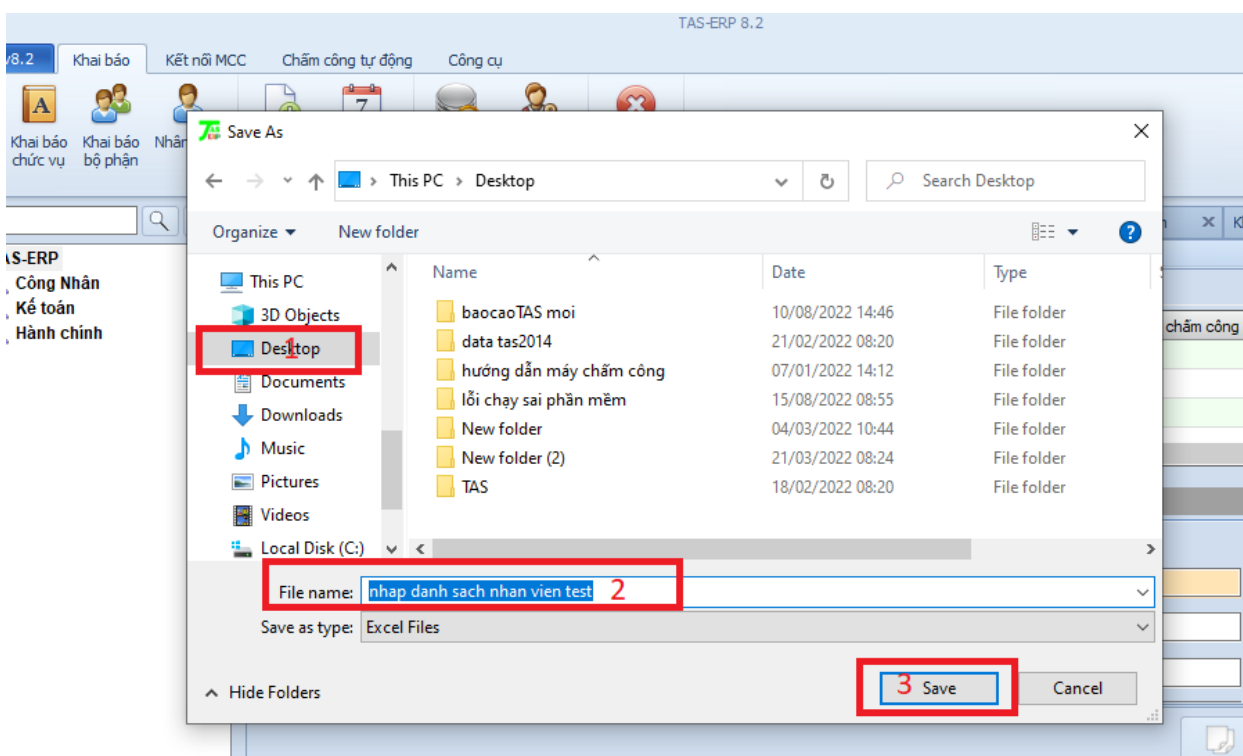 TAS-ERP 8.2
v8.2 Khai báo Kết nối MCC Chấm công tự động Công cụ
A 7
Khai báo chức vụ
Khai báo bộ phận
Nhân
TAS-ERP
Công Nhân
Kế toán
Hành chính
Save As
This PC > Desktop
Search Desktop
Organize New folder
?
This PC
3D Objects
Desktop
1
Documents
Downloads
Music
Pictures
Videos
Local Disk (C:)
Name Date Type
baocaoTAS moi 10/08/2022 14:46 File folder
data tas2014 21/02/2022 08:20 File folder
hướng dẫn máy chấm công 07/01/2022 14:12 File folder
lỗi chạy sai phần mềm 15/08/2022 08:55 File folder
New folder 04/03/2022 10:44 File folder
New folder (2) 21/03/2022 08:24 File folder
TAS 18/02/2022 08:20 File folder
File name: nhap danh sach nhan vien test 2
Save as type: Excel Files
Hide Folders
3 Save Cancel
chấm công